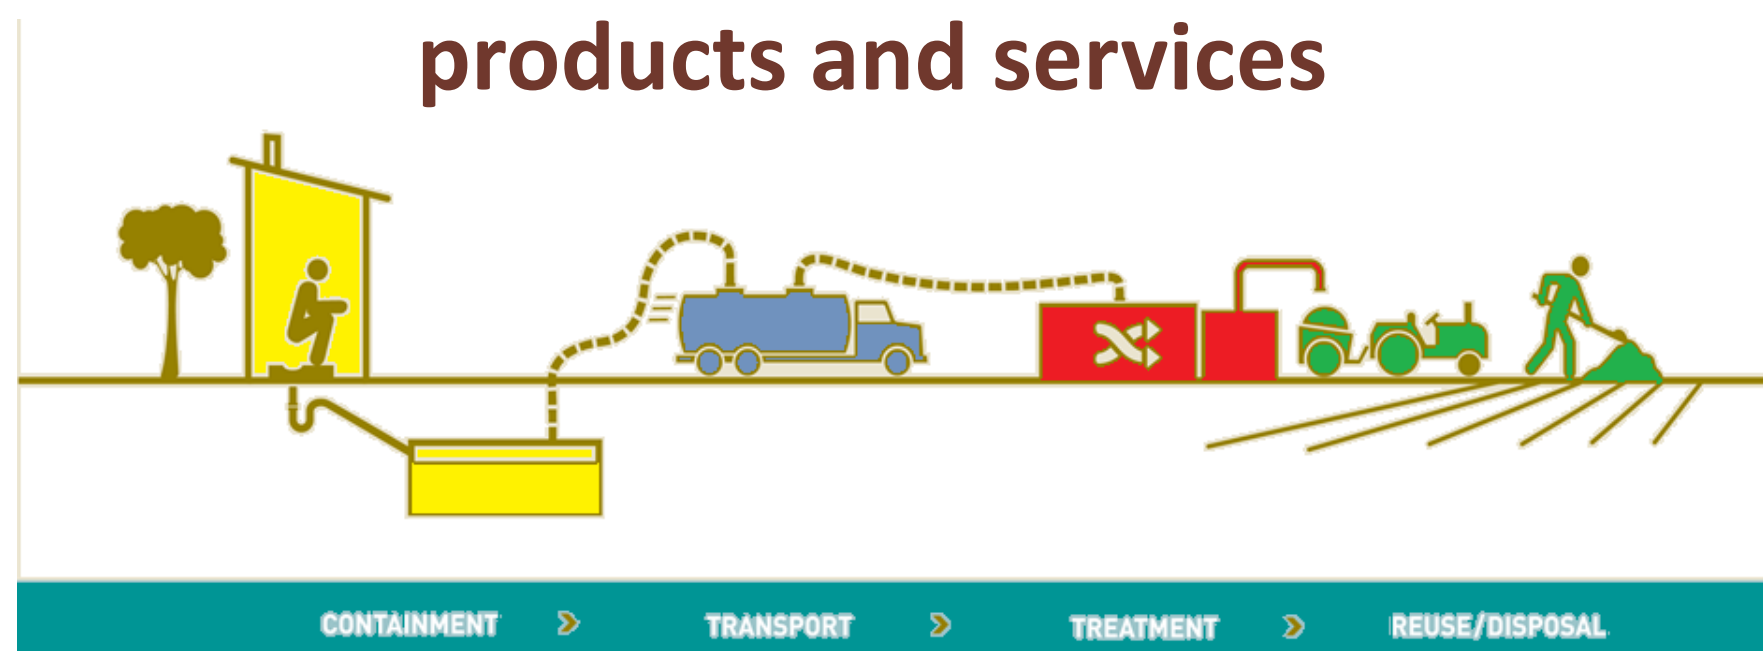 products and services
CONTAINMENT > TRANSPORT > TREATMENT > REUSE/DISPOSAL